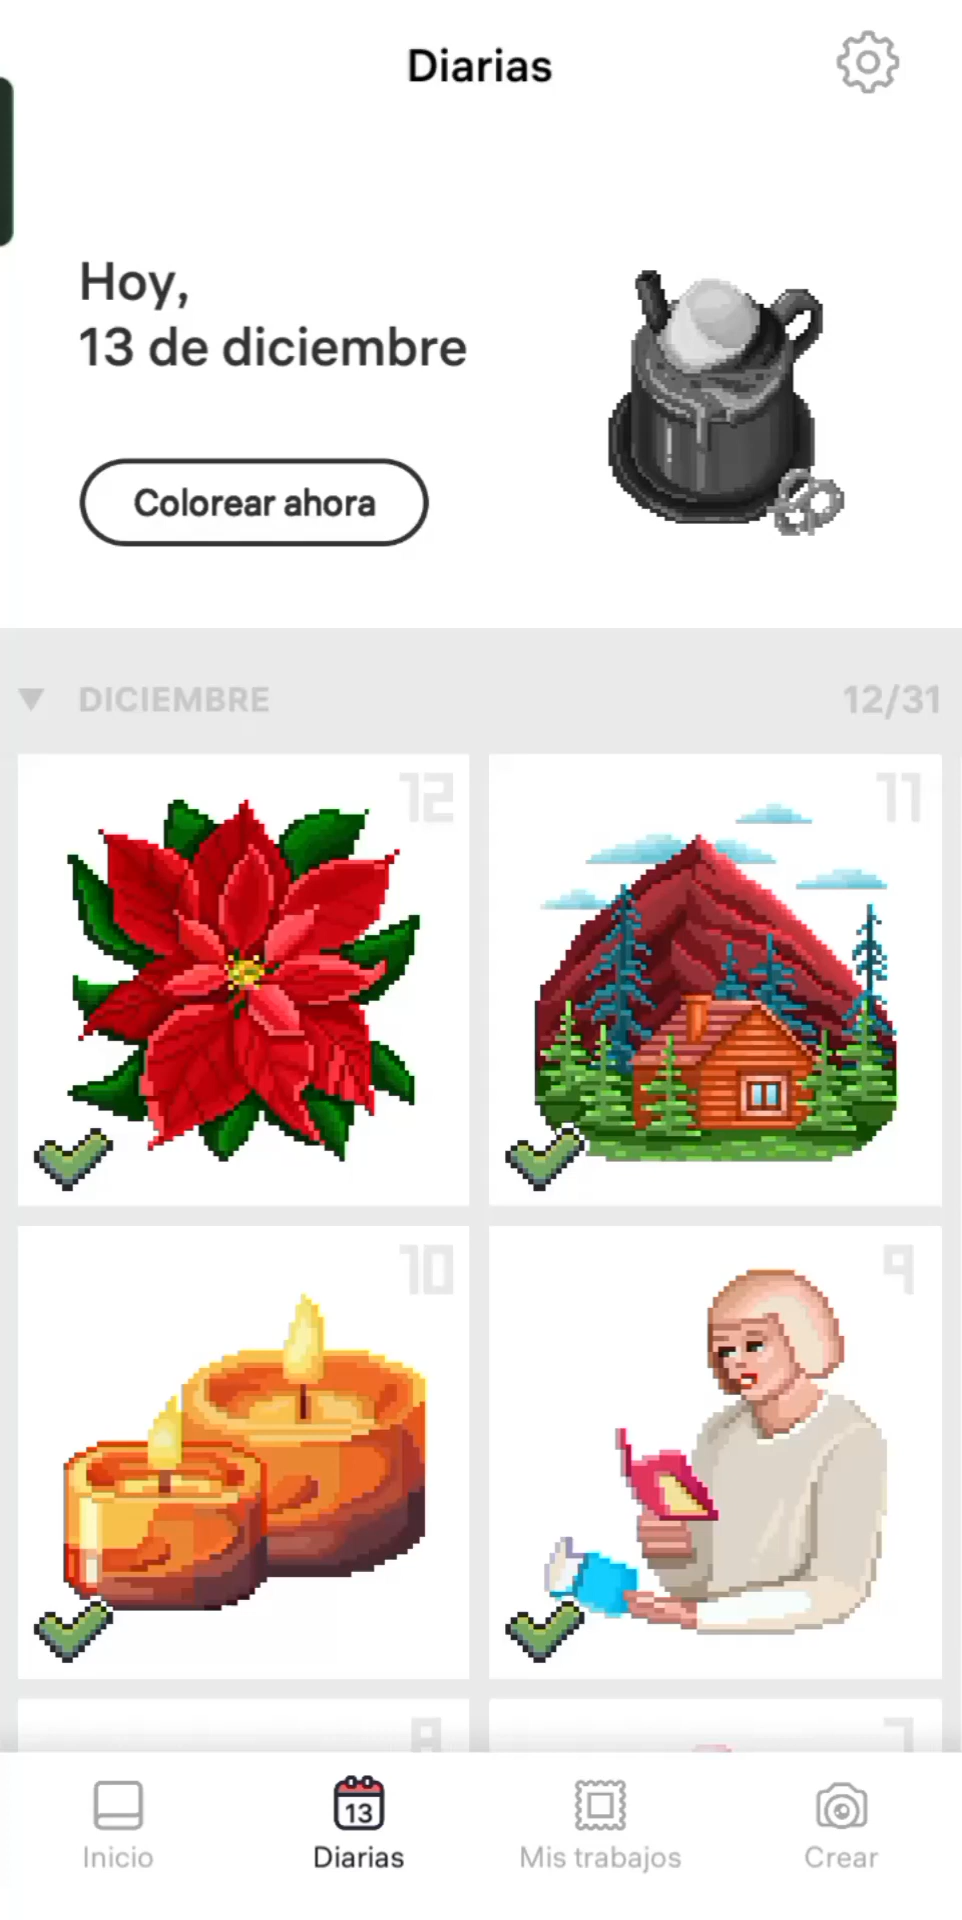 Diarias
Hoy,
13 de diciembre
Colorear ahora
DICIEMBRE 12/31
12
11
10
9
8
7
13
Inicio
Diarias
Mis trabajos
Crear